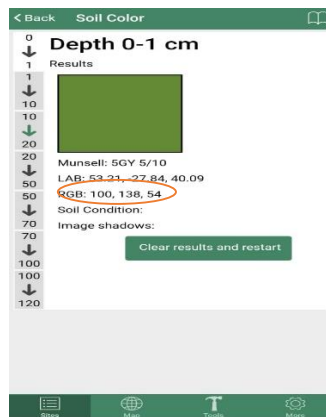 Back Soil Color
0
1
Depth 0-1 cm
Results
1
10
10
20
20
50
50
70
70
100
100
120
Munsell: 5GY 5/10
LAB: 53.21, -27.84, 40.09
RGB: 100, 138, 54
Soil Condition:
Image shadows:
Clear results and restart
Sites Map Tools More